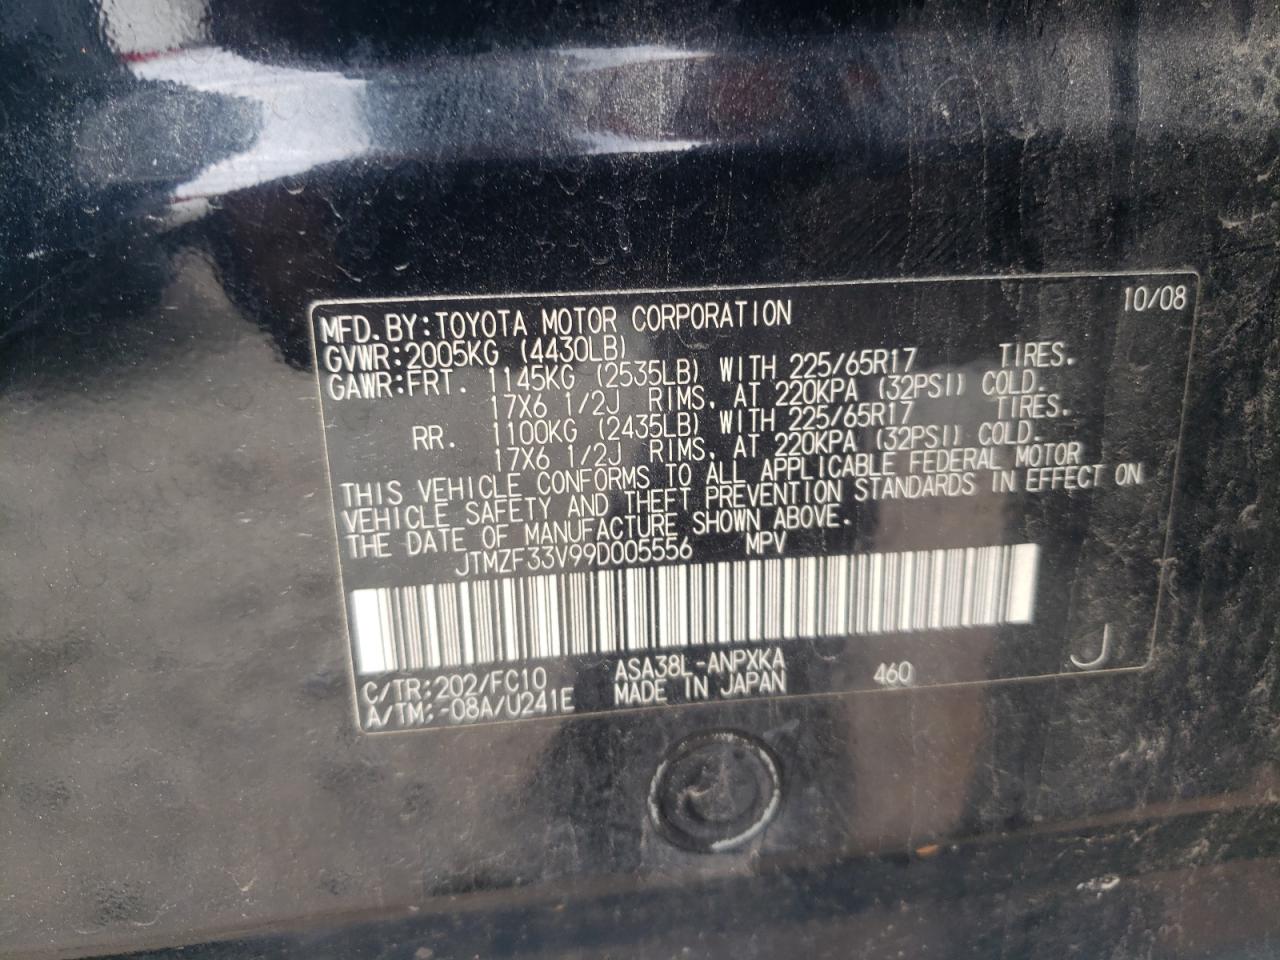 10/08
MFD.BY:TOYOTA MOTOR CORPORATION
GVWR:2005KG (4430LB)
GAWR:FRT. 1145KG (2535LB) WITH 225/65R17 TIRES.
17X6 1/2J RIMS, AT 220KPA (32PSI) COLD.
RR. 1100KG (2435LB) WITH 225/65R17 TIRES.
17X6 1/2J RIMS, AT 220KPA (32PSI) COLD.
THIS VEHICLE CONFORMS TO ALL APPLICABLE FEDERAL MOTOR
VEHICLE SAFETY AND THEFT PREVENTION STANDARDS IN EFFECT ON
THE DATE OF MANUFACTURE SHOWN ABOVE.
JTMZF33V99D005556 MPV
C/TR:202/FC10 ASA38L-ANPXKA 460 J
A/TM:-08A/U241E MADE IN JAPAN